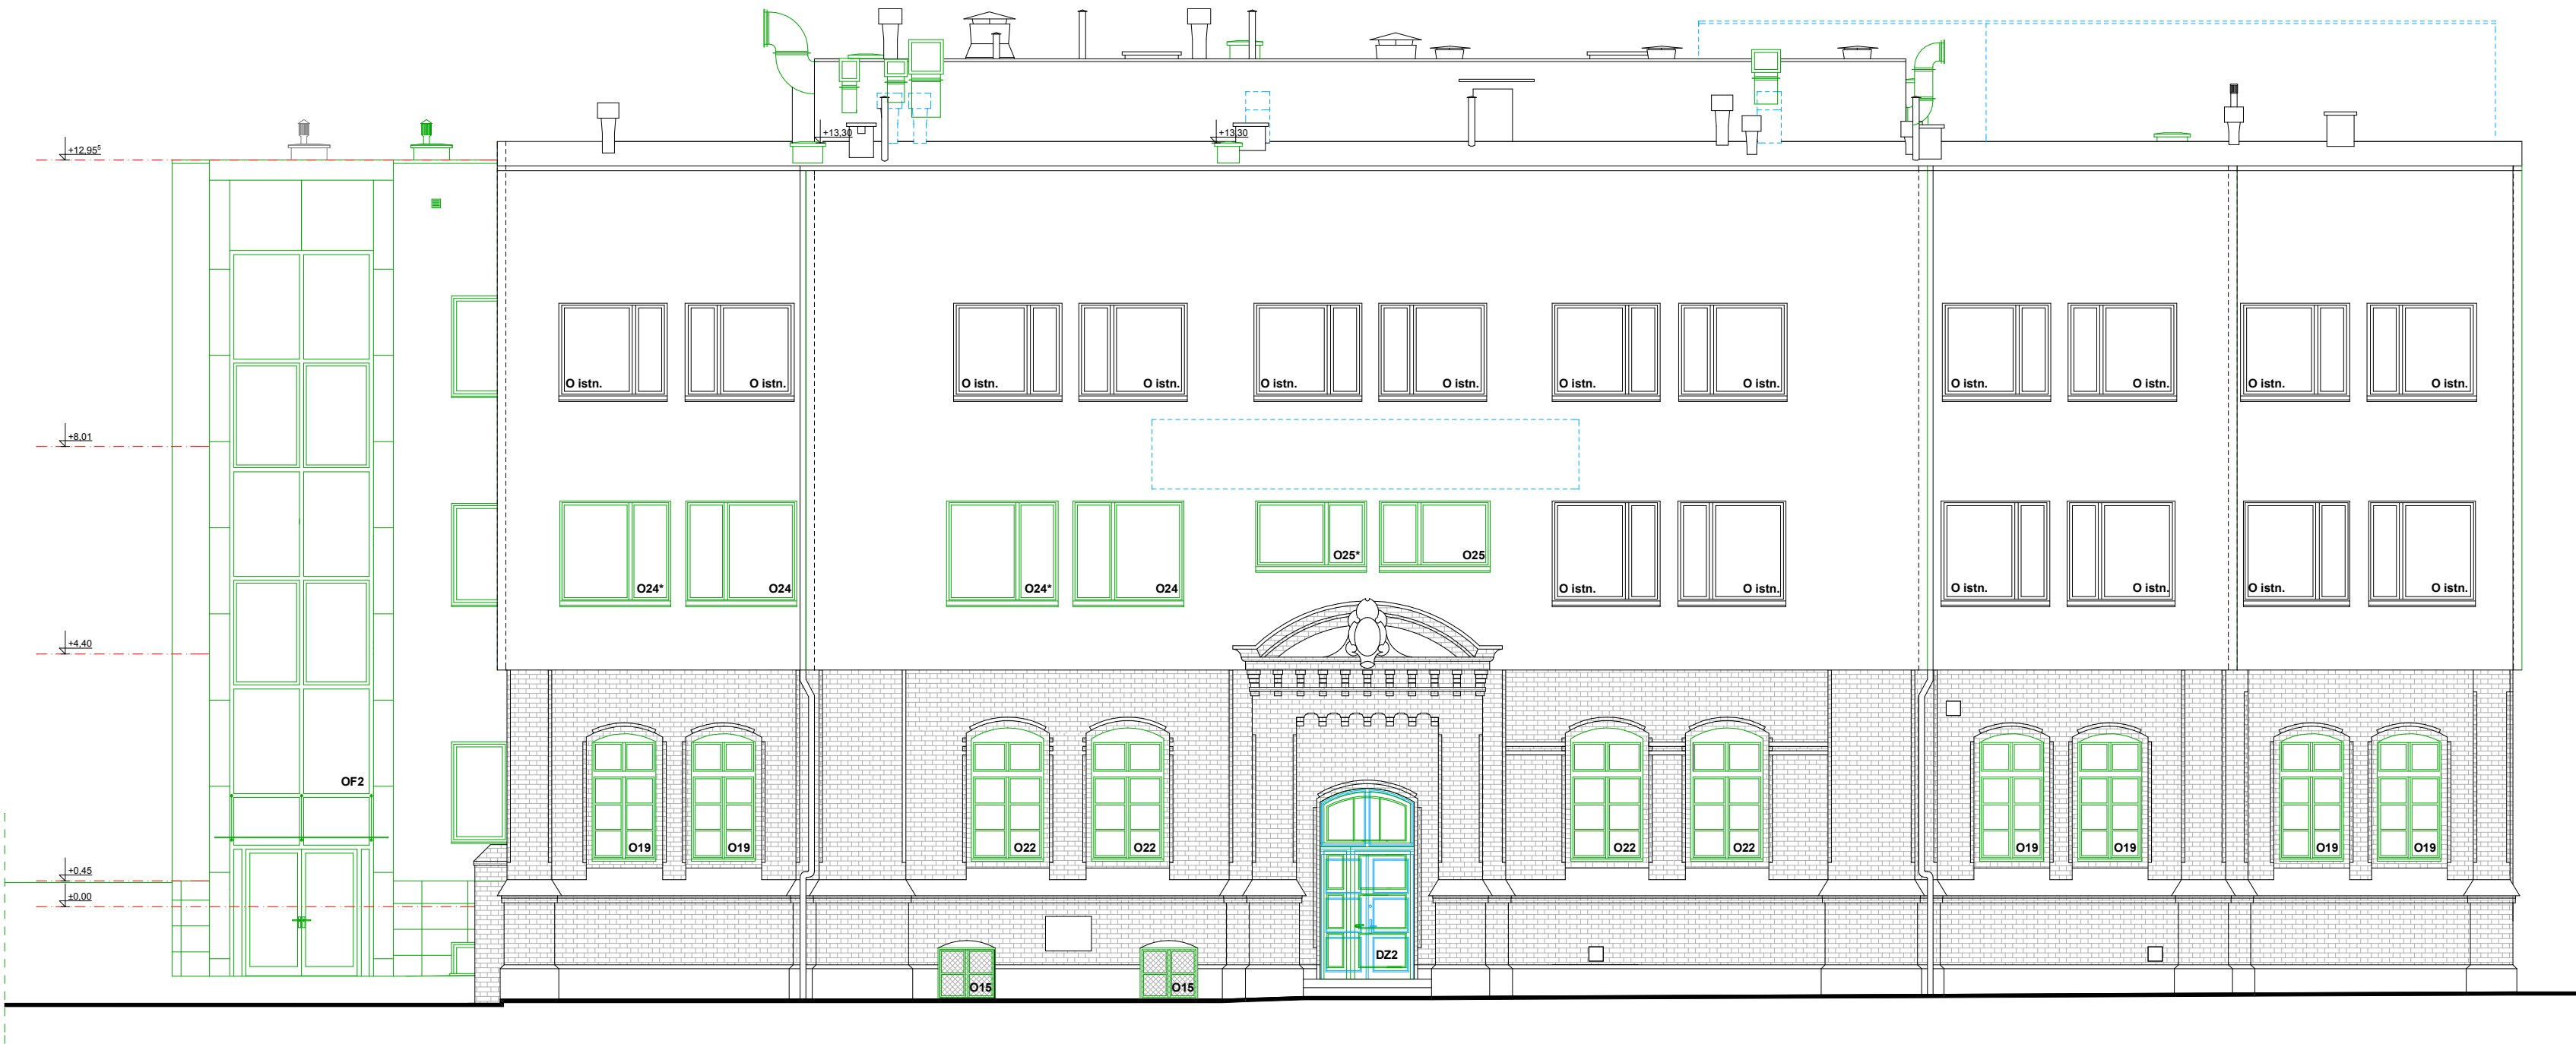 +13,30 +13,30
+12,95⁵
O istn. O istn. O istn. O istn. O istn. O istn. O istn. O istn. O istn. O istn. O istn. O istn.
+8,01
O25* O25
O24* O24 O24* O24 O istn. O istn. O istn. O istn. O istn. O istn.
+4,40
OF2
O19 O19 O22 O22 O22 O22 O19 O19 O19 O19
+0,45
±0,00
DZ2
O15 O15